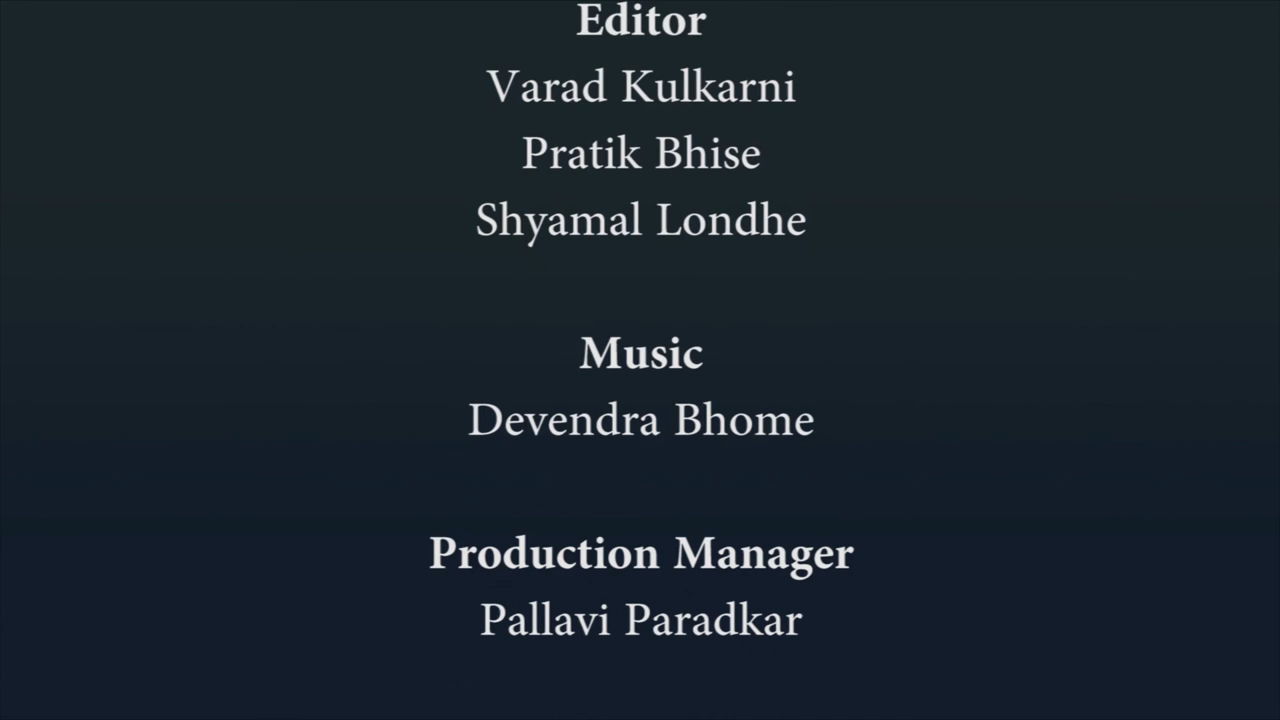 Editor
Varad Kulkarni
Pratik Bhise
Shyamal Londhe
Music
Devendra Bhome
Production Manager
Pallavi Paradkar